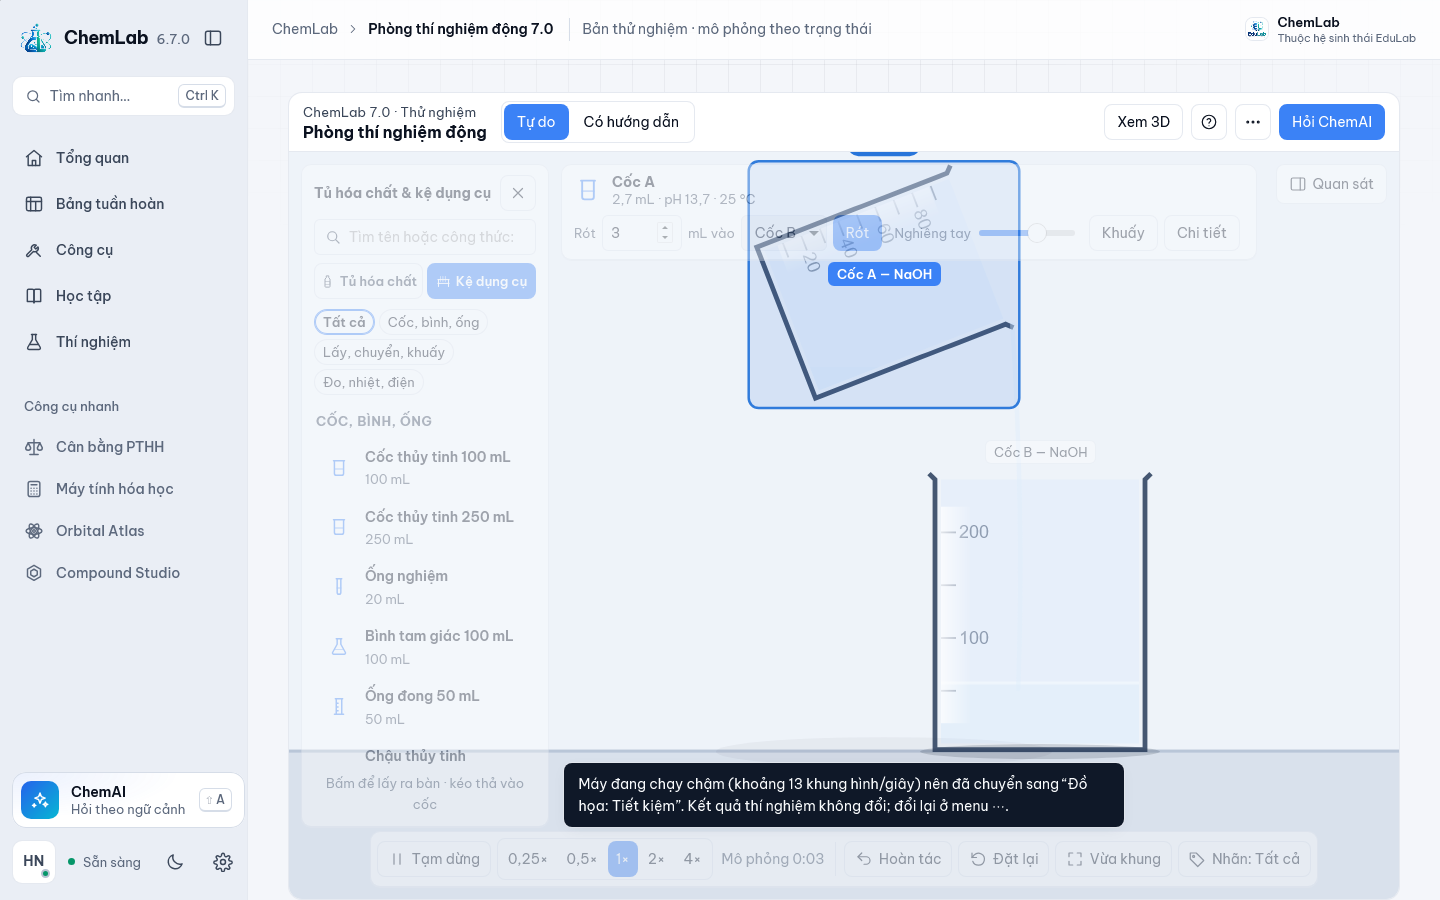 ChemLab 6.7.0
Tìm nhanh... Ctrl K
Tổng quan
Bảng tuần hoàn
Công cụ
Học tập
Thí nghiệm
Công cụ nhanh
Cân bằng PTHH
Máy tính hóa học
Orbital Atlas
Compound Studio
ChemAI
Hỏi theo ngữ cảnh
⇧ A
HN
Sẵn sàng
ChemLab > Phòng thí nghiệm động 7.0
Bản thử nghiệm · mô phỏng theo trạng thái
ChemLab
Thuộc hệ sinh thái EduLab
ChemLab 7.0 · Thử nghiệm
Phòng thí nghiệm động
Tự do
Có hướng dẫn
Xem 3D
Hỏi ChemAI
Tủ hóa chất & kệ dụng cụ
Tìm tên hoặc công thức:
Tủ hóa chất
Kệ dụng cụ
Tất cả
Cốc, bình, ống
Lấy, chuyển, khuấy
Đo, nhiệt, điện
CỐC, BÌNH, ỐNG
Cốc thủy tinh 100 mL
100 mL
Cốc thủy tinh 250 mL
250 mL
Ống nghiệm
20 mL
Bình tam giác 100 mL
100 mL
Ống đong 50 mL
50 mL
Chậu thủy tinh
Bấm để lấy ra bàn · kéo thả vào
cốc
Cốc A
2,7 mL · pH 13,7 · 25 °C
Rót 3 mL vào Cốc B Rót Nghiêng tay
Khuấy
Chi tiết
Quan sát
80
60
40
20
Cốc A — NaOH
Cốc B — NaOH
200
100
Máy đang chạy chậm (khoảng 13 khung hình/giây) nên đã chuyển sang “Đồ
họa: Tiết kiệm”. Kết quả thí nghiệm không đổi; đổi lại ở menu ···.
Tạm dừng
0,25×
0,5×
1×
2×
4×
Mô phỏng 0:03
Hoàn tác
Đặt lại
Vừa khung
Nhãn: Tất cả